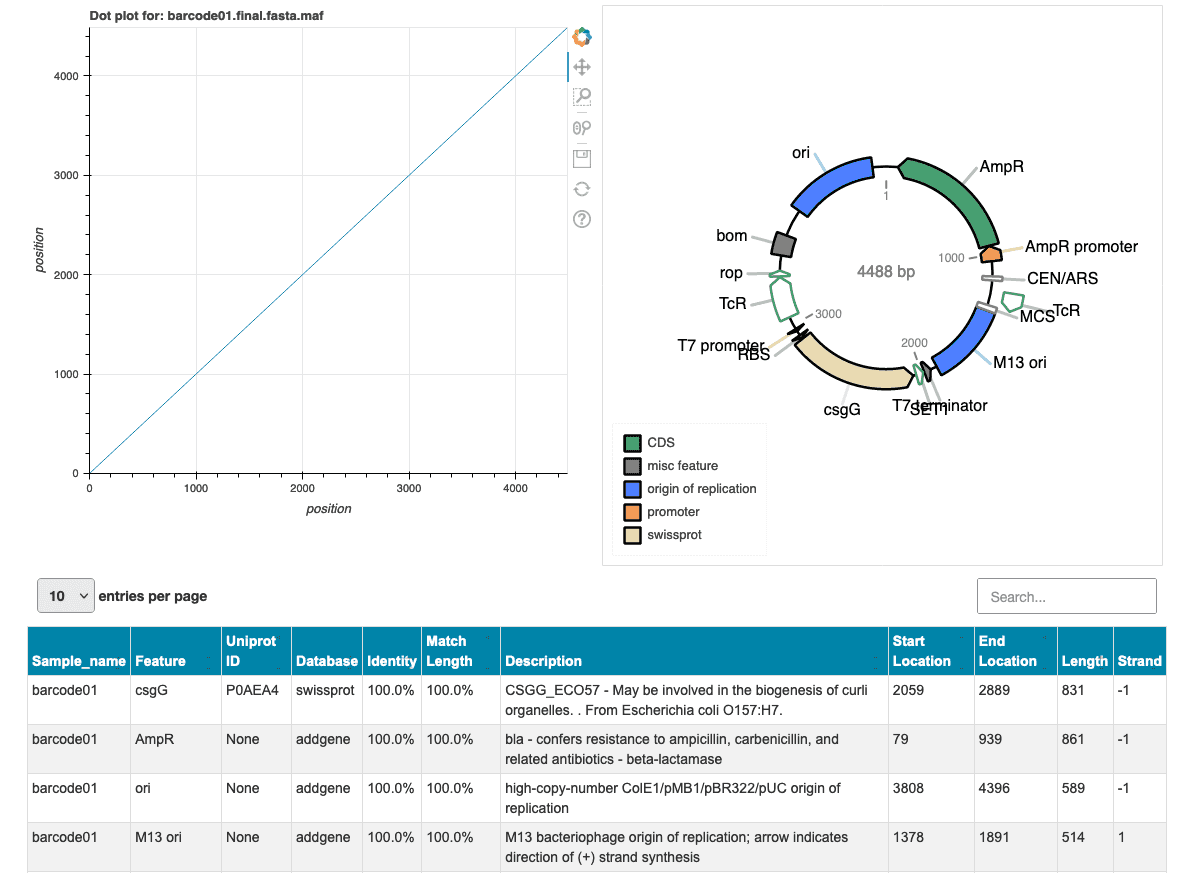 Dot plot for: barcode01.final.fasta.maf
4000
3000
2000
1000
0
position
0 1000 2000 3000 4000
position
ori
AmpR
1
bom
AmpR promoter
1000
4488 bp
rop
CEN/ARS
TcR
TcR
MCS
3000
T7 promoter
RBS
2000
M13 ori
csgG
T7 terminator
CDS
misc feature
origin of replication
promoter
swissprot
10 entries per page
Search...
Sample_name Feature Uniprot ID Database Identity Match Length Description Start Location End Location Length Strand
barcode01 csgG P0AEA4 swissprot 100.0% 100.0% CSGG_ECO57 - May be involved in the biogenesis of curli 2059 2889 831 -1
organelles. . From Escherichia coli O157:H7.
barcode01 AmpR None addgene 100.0% 100.0% bla - confers resistance to ampicillin, carbenicillin, and 79 939 861 -1
related antibiotics - beta-lactamase
barcode01 ori None addgene 100.0% 100.0% high-copy-number ColE1/pMB1/pBR322/pUC origin of 3808 4396 589 -1
replication
barcode01 M13 ori None addgene 100.0% 100.0% M13 bacteriophage origin of replication; arrow indicates 1378 1891 514 1
direction of (+) strand synthesis